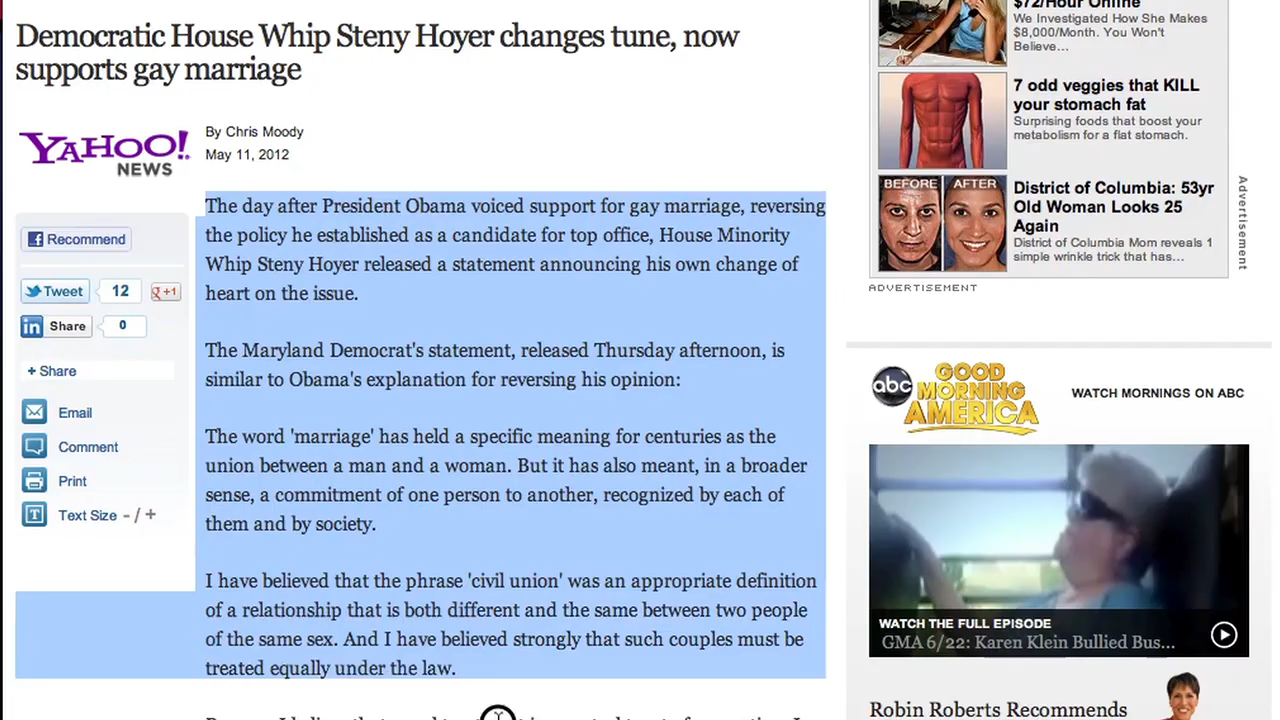 Democratic House Whip Steny Hoyer changes tune, now
supports gay marriage
YAHOO!
NEWS
By Chris Moody
May 11, 2012
Recommend
Tweet
12
+1
in
Share
0
+ Share
Email
Comment
Print
T
Text Size - / +
The day after President Obama voiced support for gay marriage, reversing
the policy he established as a candidate for top office, House Minority
Whip Steny Hoyer released a statement announcing his own change of
heart on the issue.
The Maryland Democrat's statement, released Thursday afternoon, is
similar to Obama's explanation for reversing his opinion:
The word 'marriage' has held a specific meaning for centuries as the
union between a man and a woman. But it has also meant, in a broader
sense, a commitment of one person to another, recognized by each of
them and by society.
I have believed that the phrase 'civil union' was an appropriate definition
of a relationship that is both different and the same between two people
of the same sex. And I have believed strongly that such couples must be
treated equally under the law.
$72/Hour Online
We Investigated How She Makes
$8,000/Month. You Won't
Believe...
7 odd veggies that KILL
your stomach fat
Surprising foods that boost your
metabolism for a flat stomach.
BEFORE
AFTER
District of Columbia: 53yr
Old Woman Looks 25
Again
District of Columbia Mom reveals 1
simple wrinkle trick that has...
Advertisement
ADVERTISEMENT
abc
GOOD
MORNING
AMERICA
WATCH MORNINGS ON ABC
WATCH THE FULL EPISODE
GMA 6/22: Karen Klein Bullied Bus...
Robin Roberts Recommends